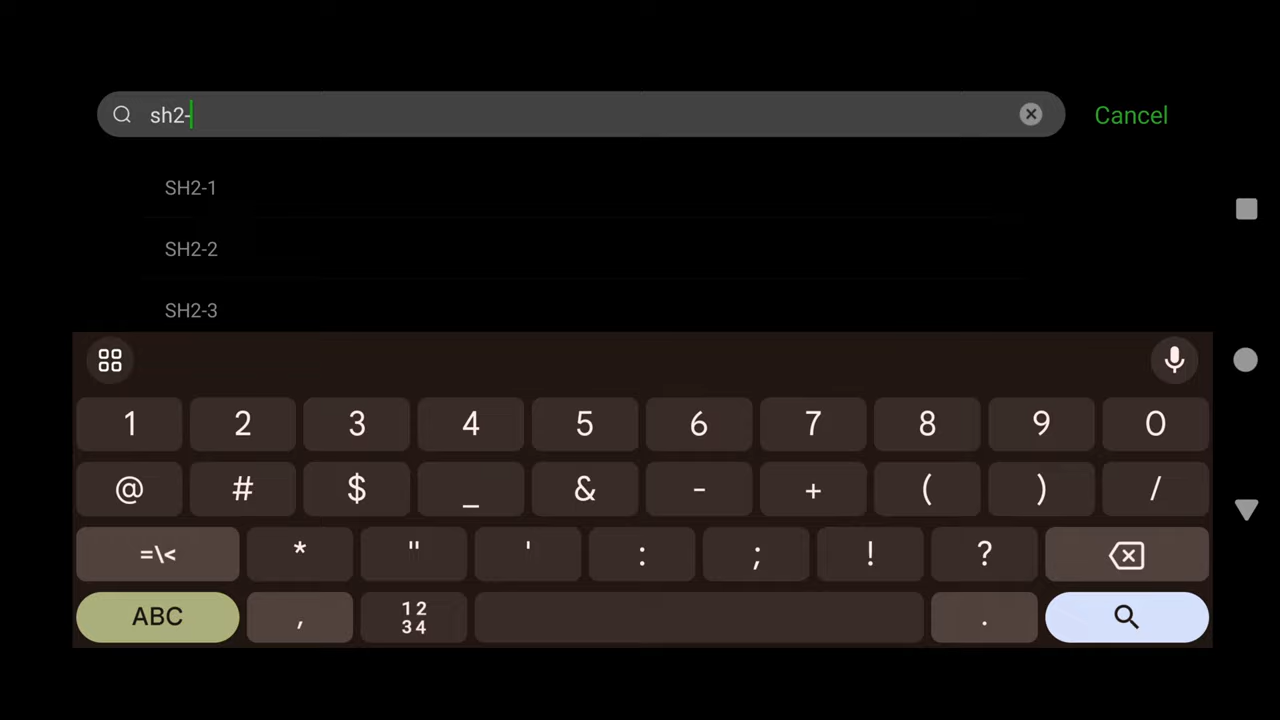 sh2-
Cancel
SH2-1
SH2-2
SH2-3
1 2 3 4 5 6 7 8 9 0
@ # $ _ & - + ( ) /
=\< * " ' : ; ! ?
ABC , 12 .
34